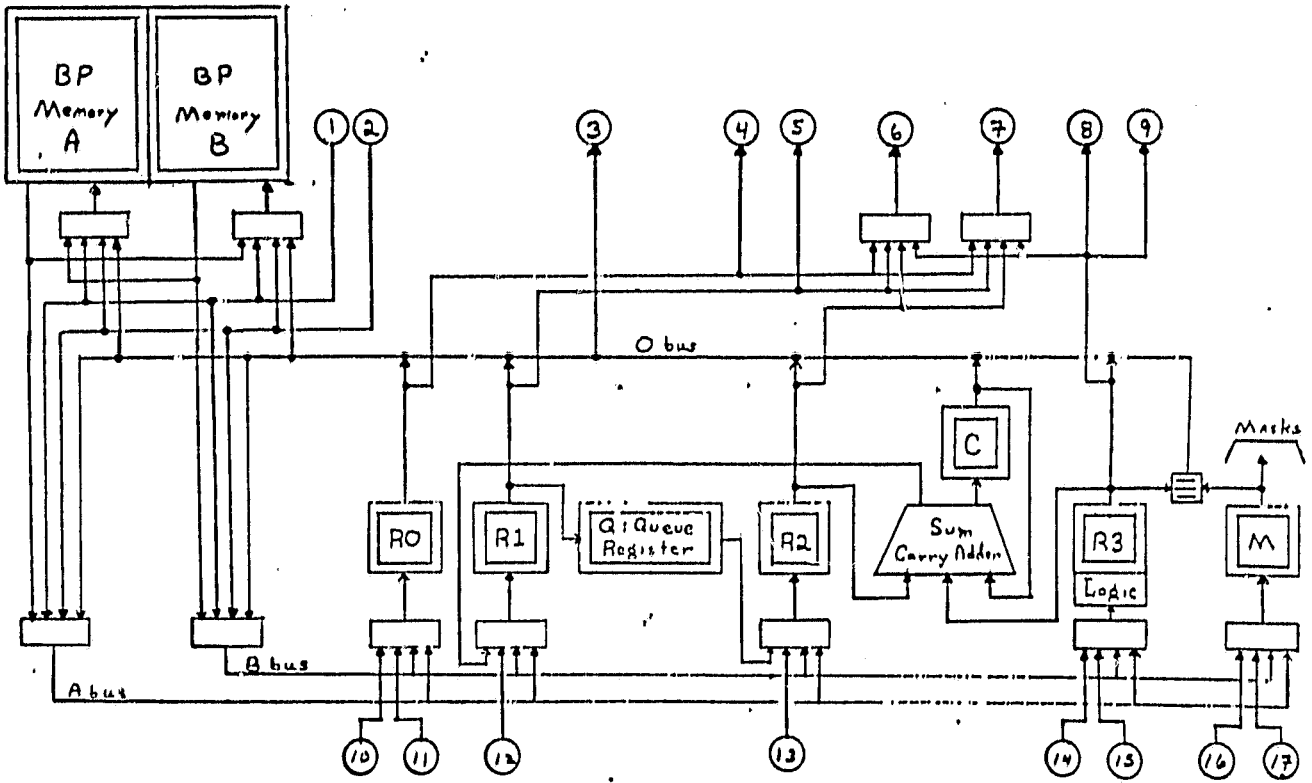 BP
Memory
A
BP
Memory
B
1
2
3
4
5
6
7
8
9
O bus
Masks
C
R0
R1
Q: Queue
Register
R2
Sum
Carry Adder
R3
Logic
M
B bus
A bus
10
11
12
13
14
15
16
17